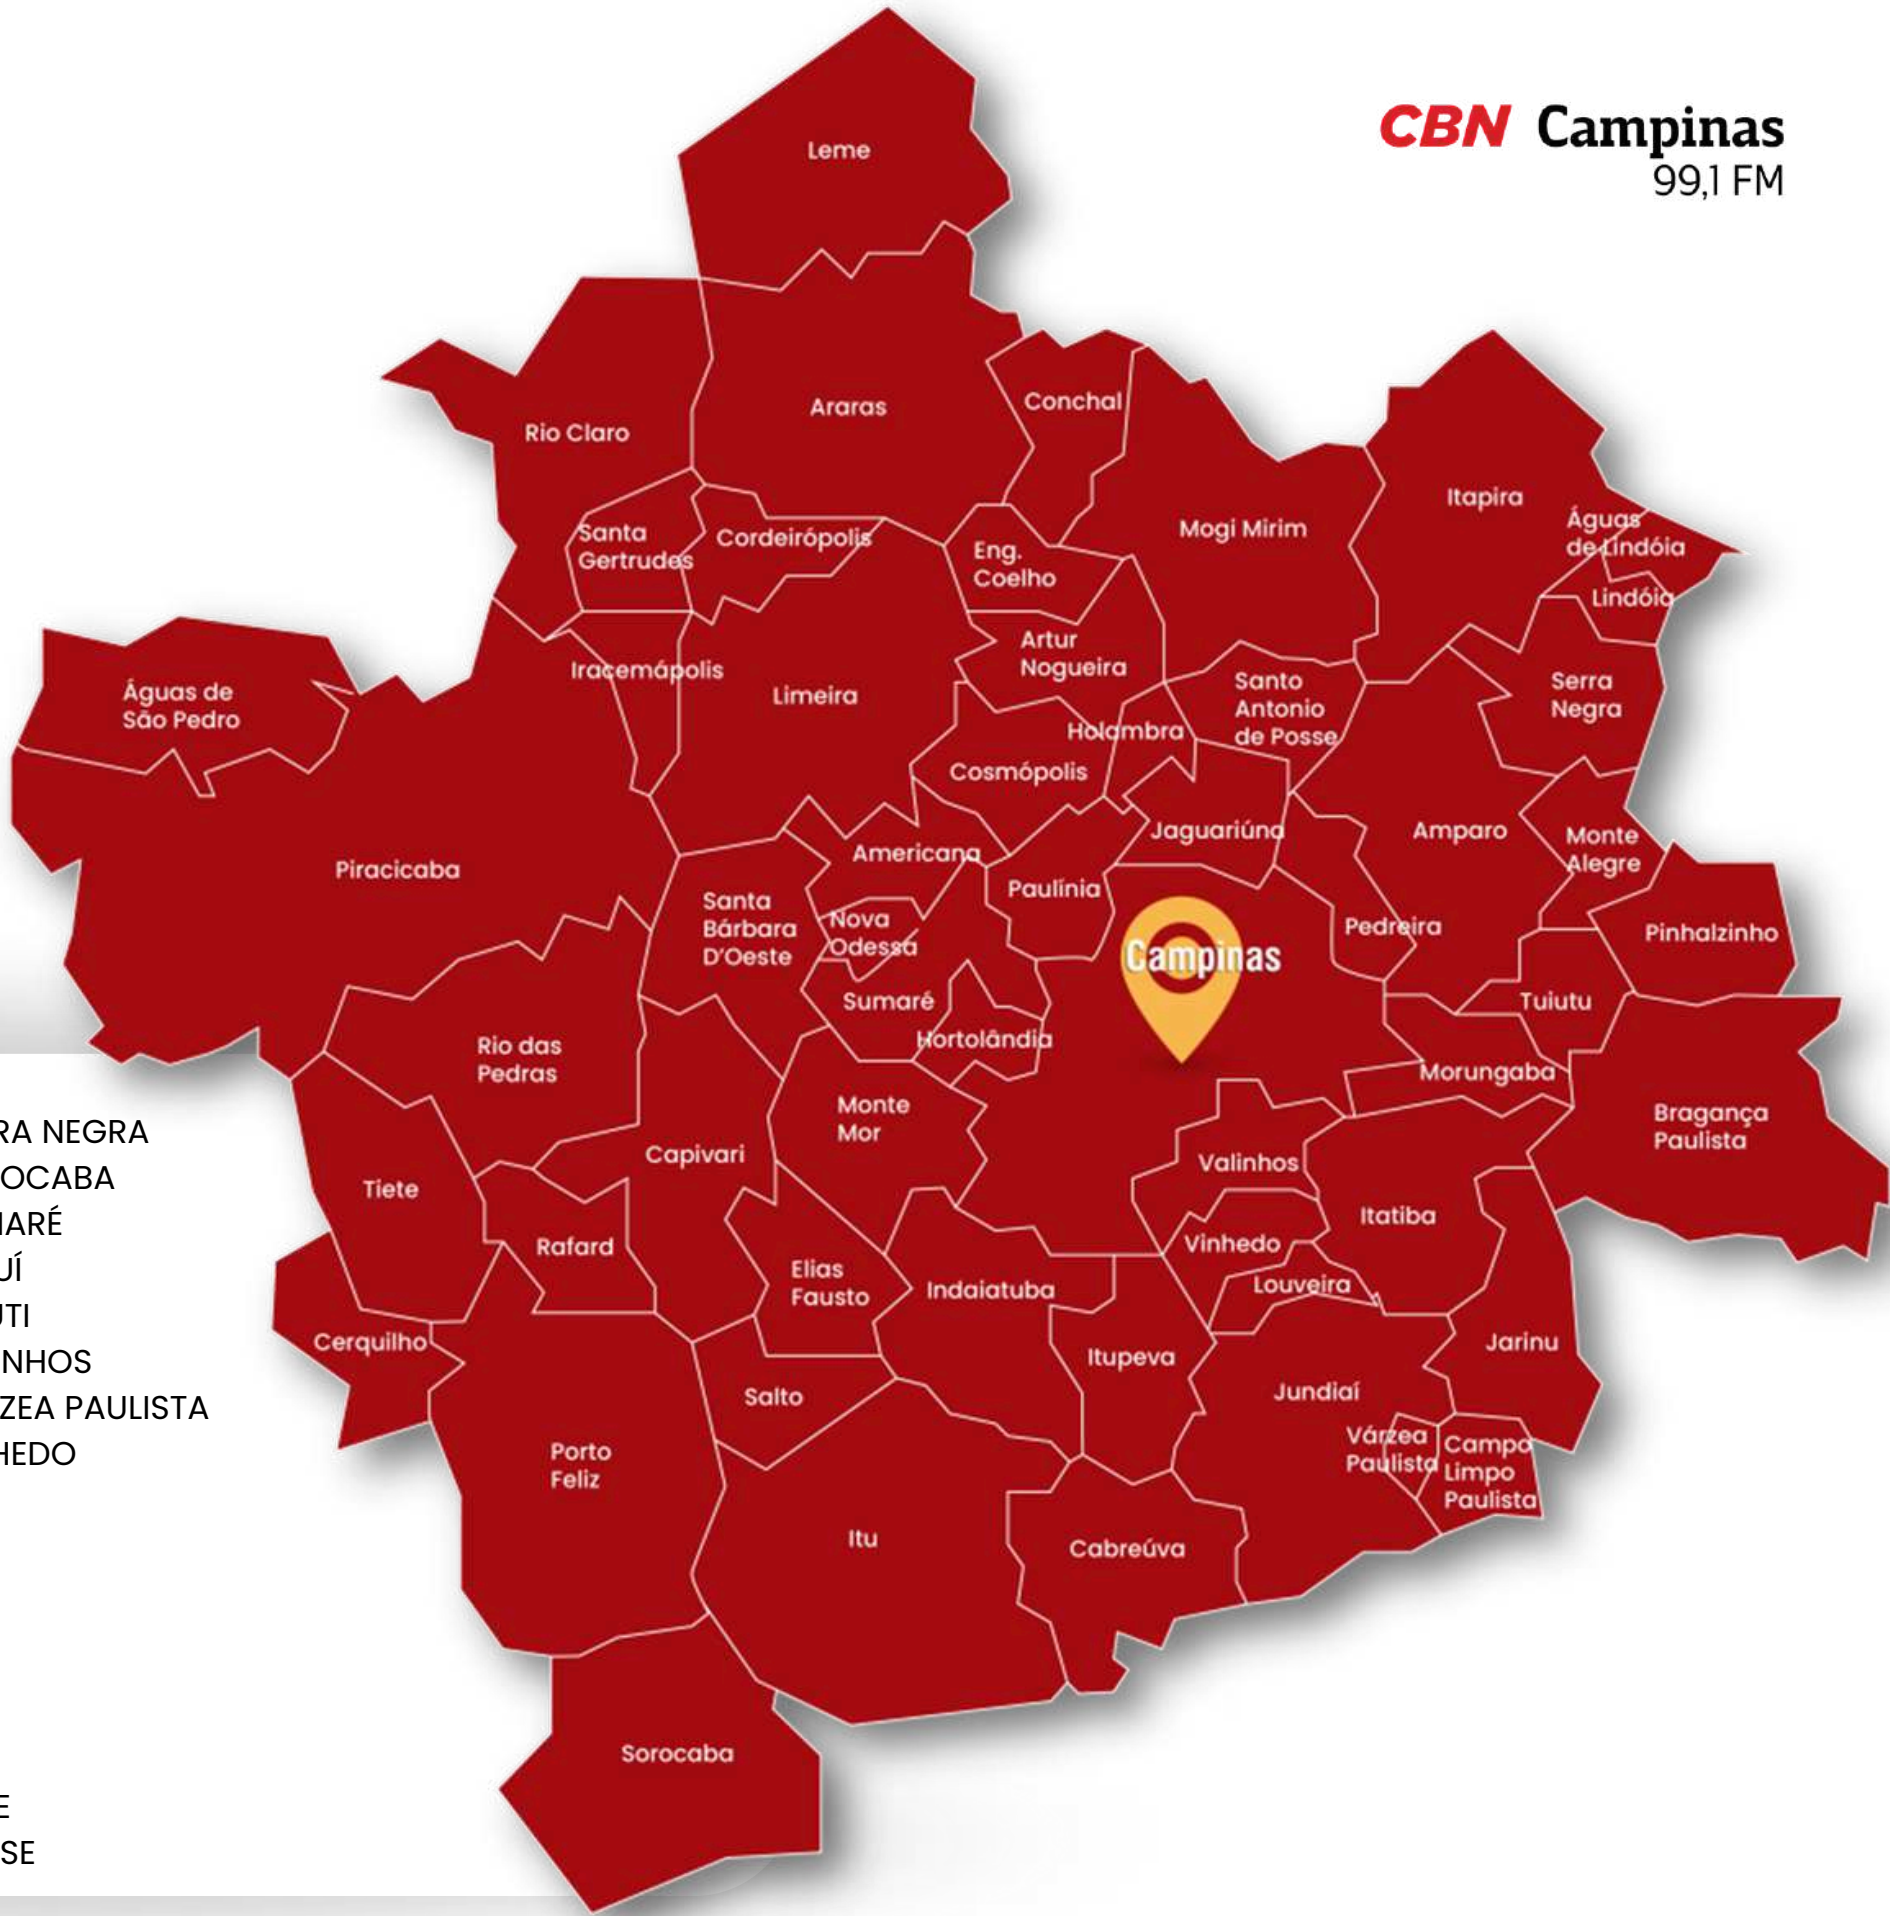 CBN Campinas
99,1 FM
Leme
Araras
Conchal
Rio Claro
Itapira
Mogi Mirim
Águas
de Lindóia
Santa
Gertrudes
Cordeirópolis
Eng.
Coelho
Lindóia
Artur
Nogueira
Iracemápolis
Limeira
Santo
Antonio
de Posse
Serra
Negra
Águas de
São Pedro
Holambra
Cosmópolis
Jaguariúna
Amparo
Monte
Alegre
Americana
Piracicaba
Paulínia
Santa
Bárbara
D'Oeste
Nova
Odessa
Pedreira
Pinhalzinho
Campinas
Sumaré
Tuiutu
Hortolândia
Rio das
Pedras
Morungaba
Monte
Mor
Bragança
Paulista
Capivari
Valinhos
Tiete
Itatiba
Rafard
Vinhedo
Elias
Fausto
Indaiatuba
Louveira
Cerquilho
Jarinu
Itupeva
Salto
Jundiaí
Várzea
Paulista
Campo
Limpo
Paulista
Porto
Feliz
Itu
Cabreúva
Sorocaba
RA NEGRA
OCABA
ARÉ
UÍ
UTI
NHOS
ZEA PAULISTA
HEDO
E
SE